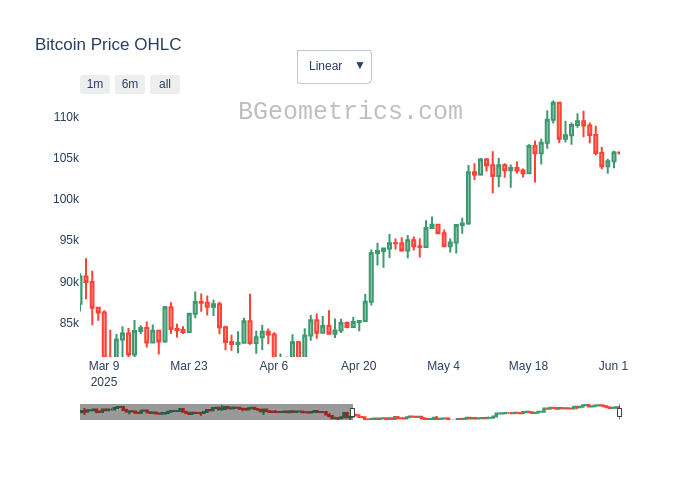 Bitcoin Price OHLC
Linear ▼
1m 6m all
BGeometrics.com
110k
105k
100k
95k
90k
85k
Mar 9 Mar 23 Apr 6 Apr 20 May 4 May 18 Jun 1
2025